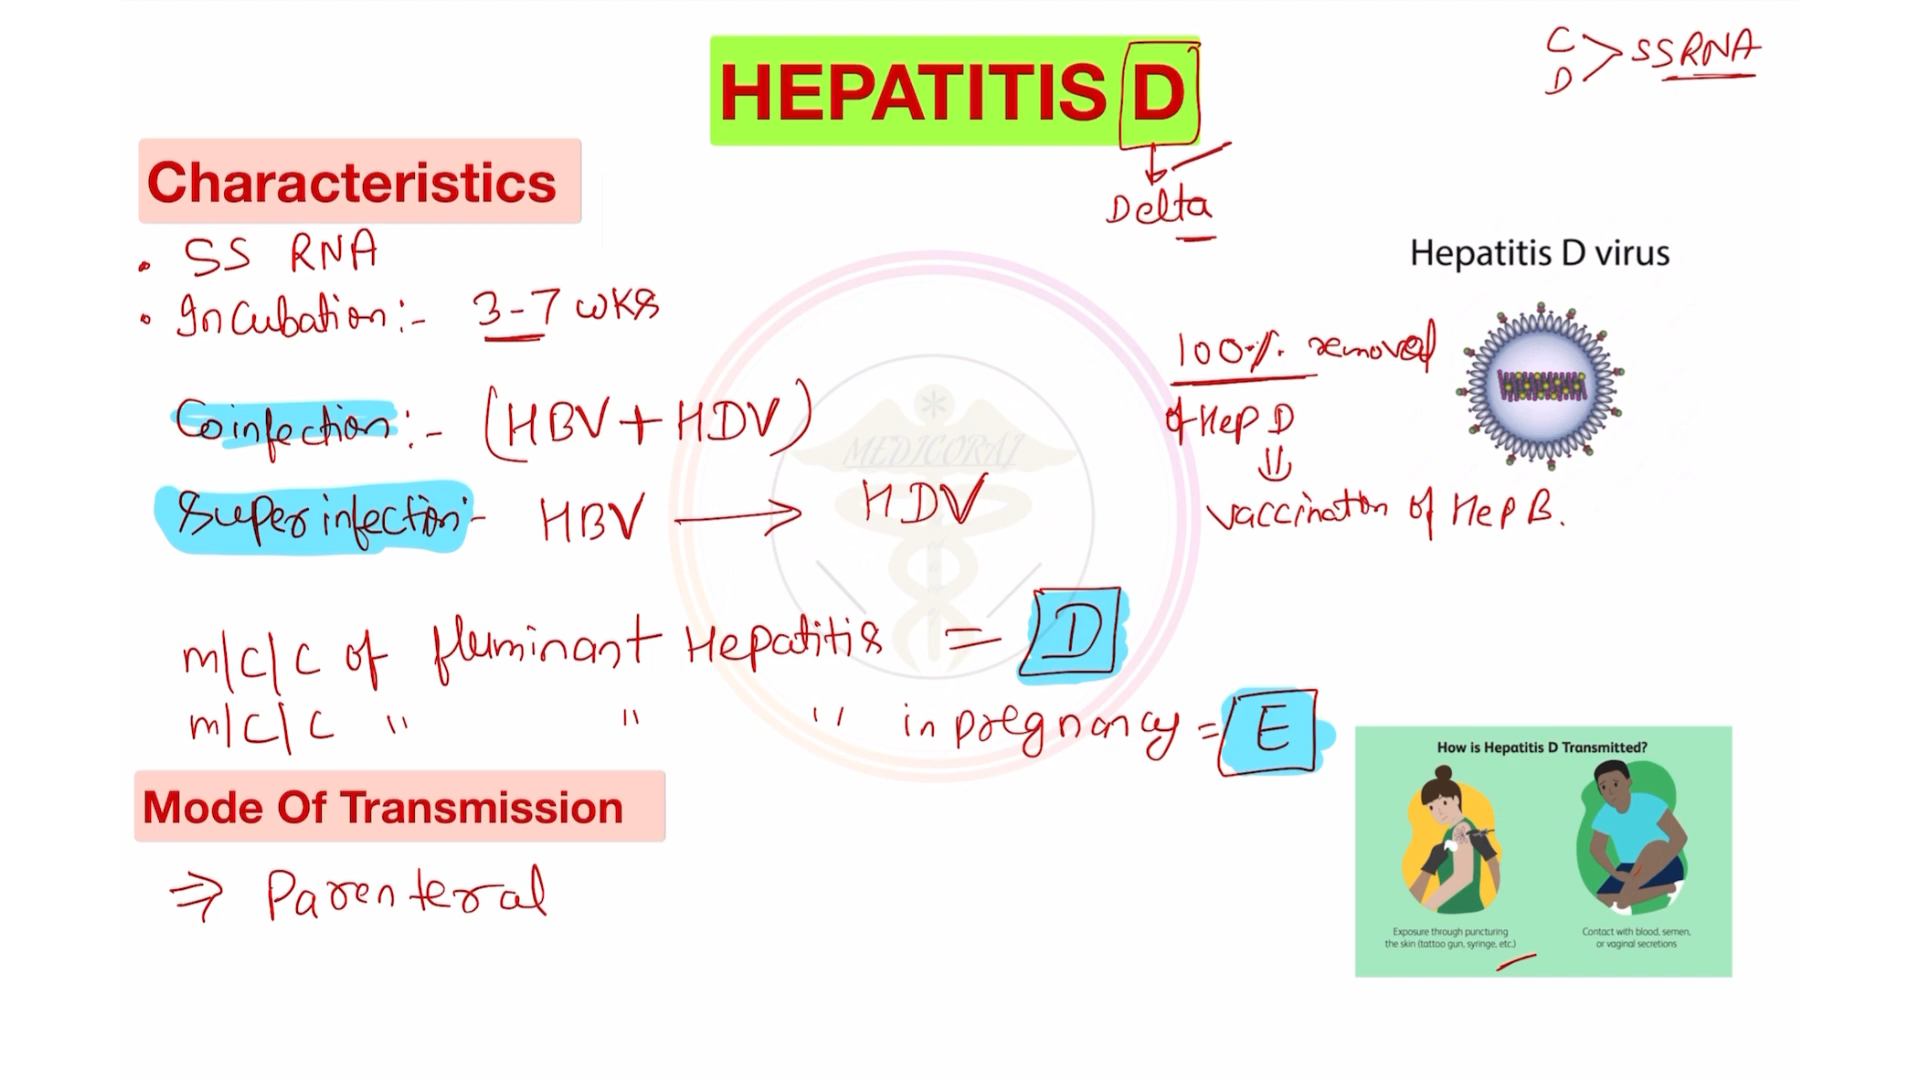 HEPATITIS D
C
D > SSRNA
Delta
Characteristics
• SS RNA
• Incubation:- 3-7 wks
Coinfection:- (HBV + HDV)
Superinfection:- HBV → HDV
Hepatitis D virus
100% removed
of Hep D
⇓
vaccination of Hep B.
MEDICORAI
m/c/c of fluminant Hepatitis = D
m/c/c " " " in pregnancy = E
Mode Of Transmission
⇒ Parenteral
How is Hepatitis D Transmitted?
Exposure through puncturing
the skin (tattoo gun, syringe, etc.)
Contact with blood, semen,
or vaginal secretions